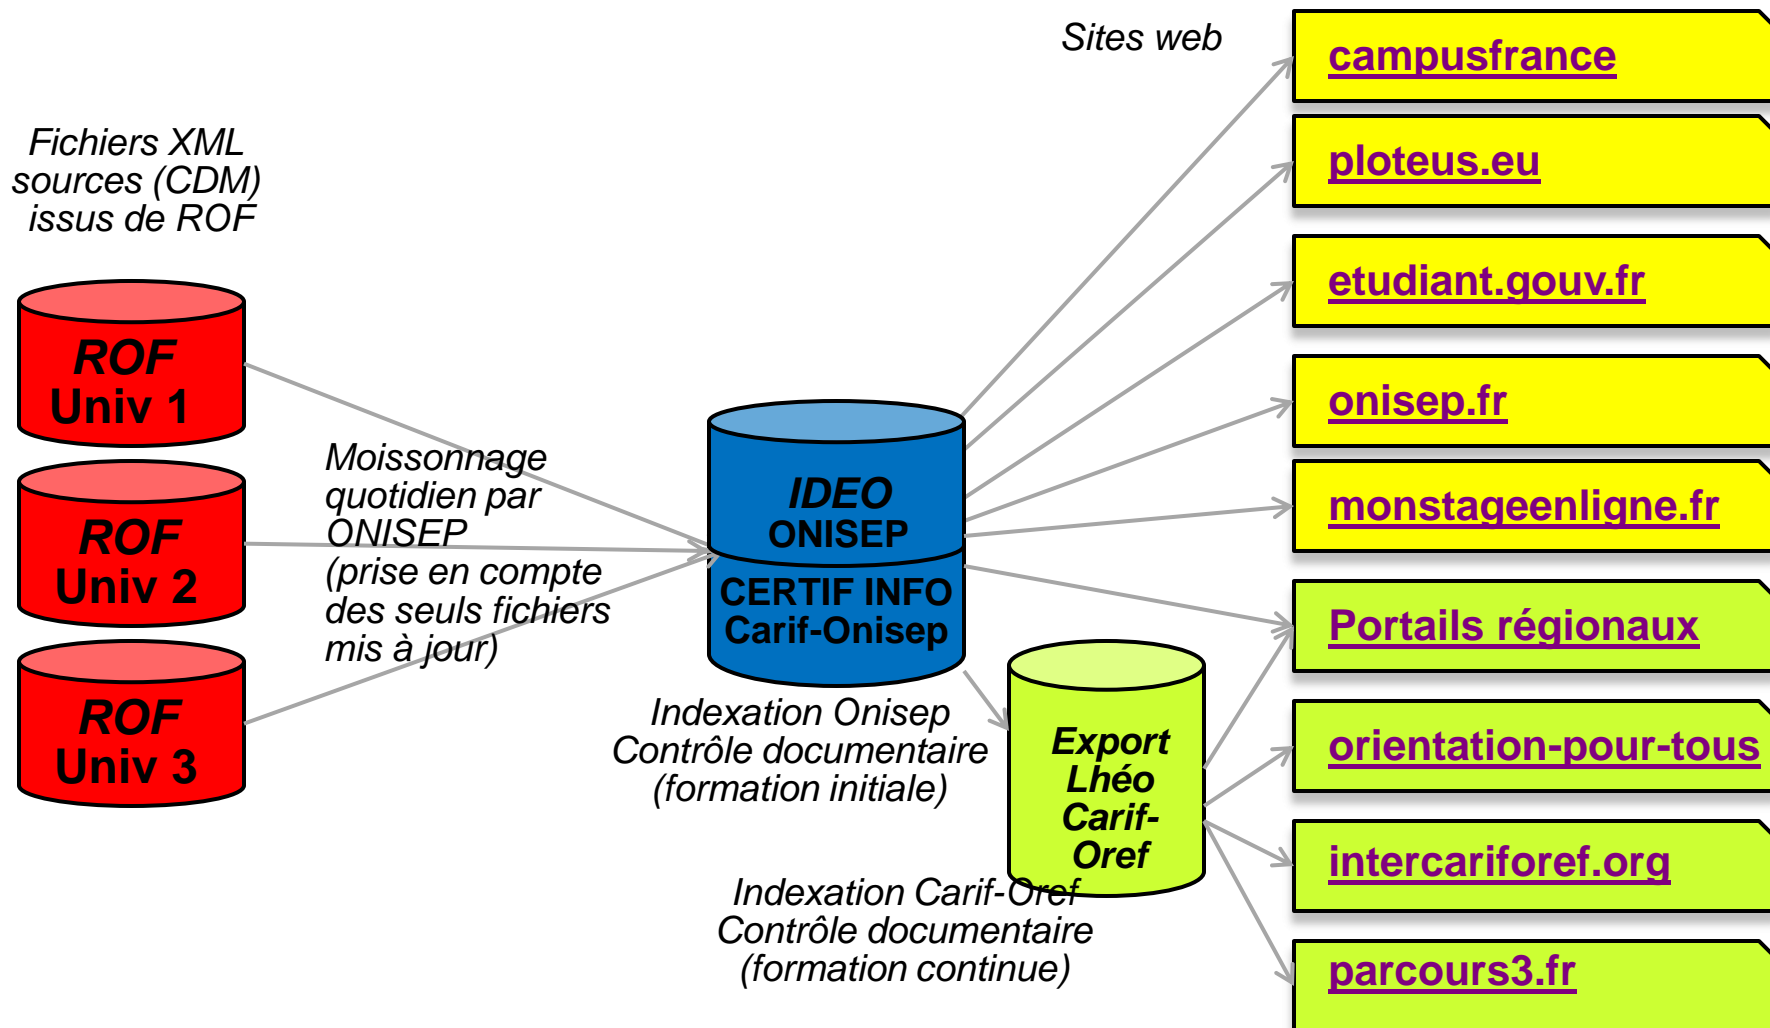 Sites web
Fichiers XML
sources (CDM)
issus de ROF
ROF
Univ 1
ROF
Univ 2
ROF
Univ 3
Moissonnage
quotidien par
ONISEP
(prise en compte
des seuls fichiers
mis à jour)
IDEO
ONISEP
CERTIF INFO
Carif-Onisep
Indexation Onisep
Contrôle documentaire
(formation initiale)
Export
Lhéo
Carif-
Oref
Indexation Carif-Oref
Contrôle documentaire
(formation continue)
campusfrance
ploteus.eu
etudiant.gouv.fr
onisep.fr
monstageenligne.fr
Portails régionaux
orientation-pour-tous
intercariforef.org
parcours3.fr